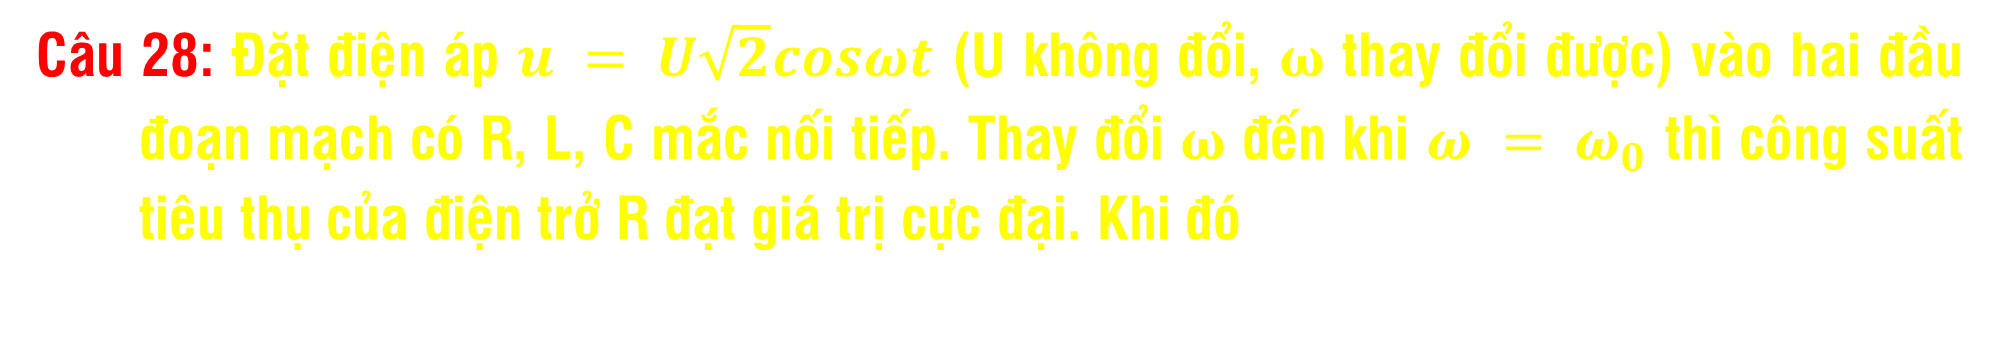 Câu 28: Đặt điện áp u = U√2cosωt (U không đổi, ω thay đổi được) vào hai đầu
đoạn mạch có R, L, C mắc nối tiếp. Thay đổi ω đến khi ω = ω₀ thì công suất
tiêu thụ của điện trở R đạt giá trị cực đại. Khi đó